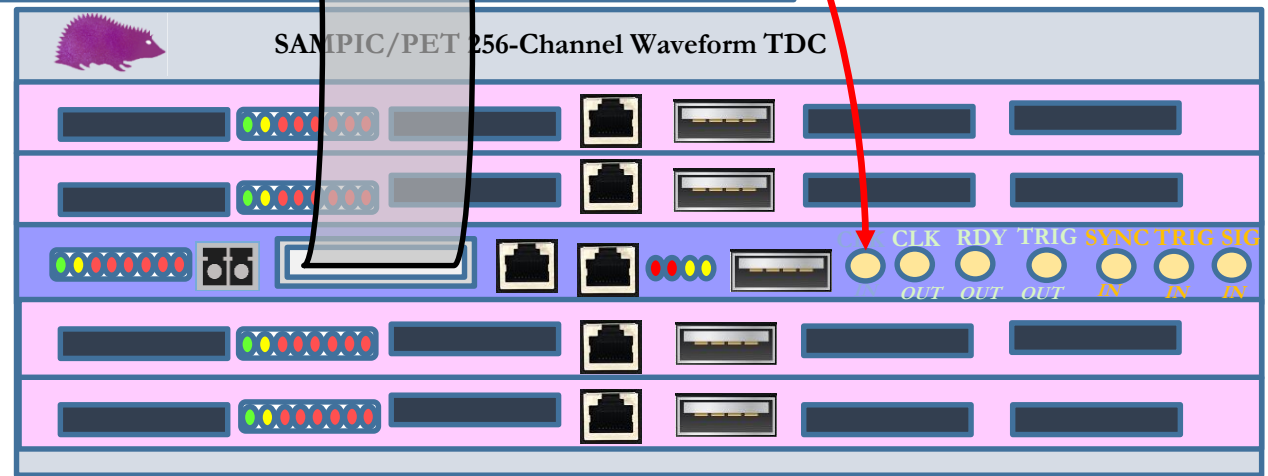 SAMPIC/PET 256-Channel Waveform TDC
CLK RDY TRIG SYNC TRIG SIG
OUT OUT OUT IN IN IN